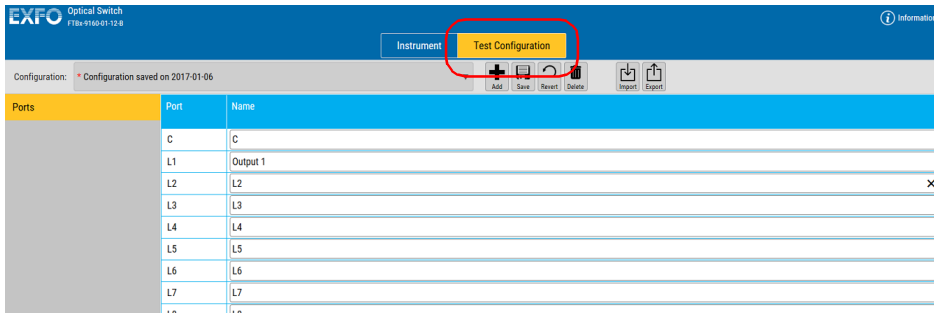 EXFO Optical Switch
FTBx-9160-01-12-B
Information
Instrument Test Configuration
Configuration: * Configuration saved on 2017-01-06
Add Save Revert Delete Import Export
Ports Port Name
C C
L1 Output 1
L2 L2
L3 L3
L4 L4
L5 L5
L6 L6
L7 L7